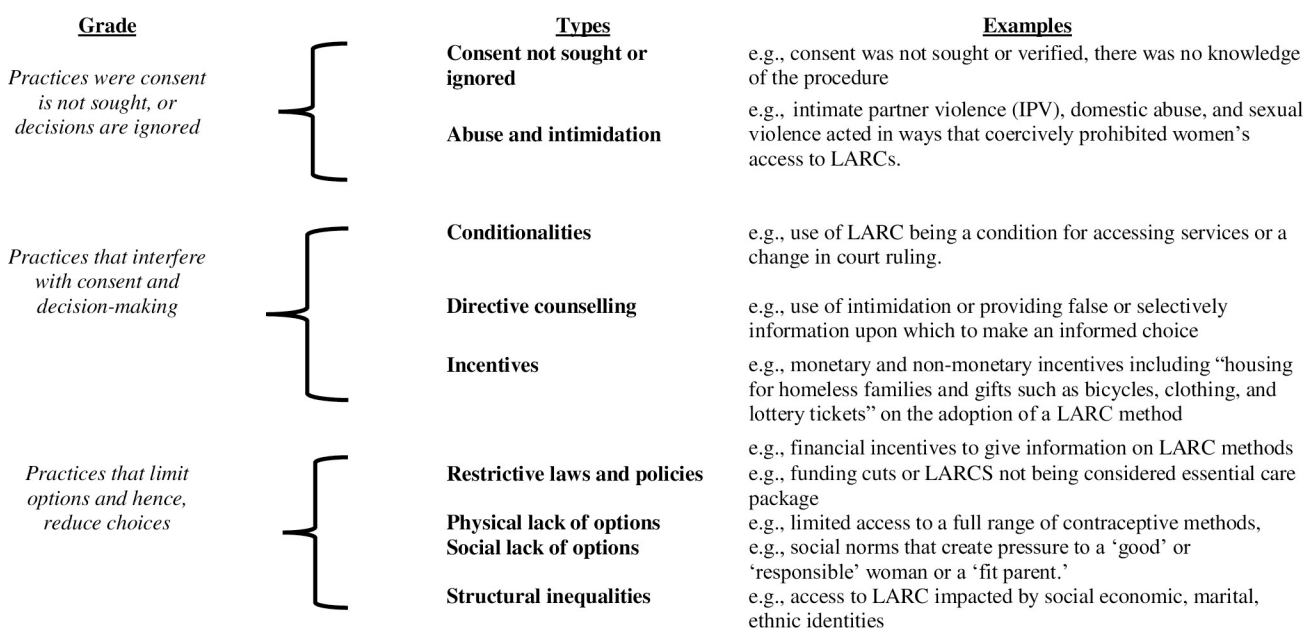 Grade
Types
Examples
Practices were consent
is not sought, or
decisions are ignored
Consent not sought or
ignored
e.g., consent was not sought or verified, there was no knowledge
of the procedure
Abuse and intimidation
e.g., intimate partner violence (IPV), domestic abuse, and sexual
violence acted in ways that coercively prohibited women’s
access to LARCs.
Practices that interfere
with consent and
decision-making
Conditionalities
e.g., use of LARC being a condition for accessing services or a
change in court ruling.
Directive counselling
e.g., use of intimidation or providing false or selectively
information upon which to make an informed choice
Incentives
e.g., monetary and non-monetary incentives including “housing
for homeless families and gifts such as bicycles, clothing, and
lottery tickets” on the adoption of a LARC method
Practices that limit
options and hence,
reduce choices
e.g., financial incentives to give information on LARC methods
Restrictive laws and policies
e.g., funding cuts or LARCS not being considered essential care
package
Physical lack of options
e.g., limited access to a full range of contraceptive methods,
Social lack of options
e.g., social norms that create pressure to a ‘good’ or
‘responsible’ woman or a ‘fit parent.’
Structural inequalities
e.g., access to LARC impacted by social economic, marital,
ethnic identities